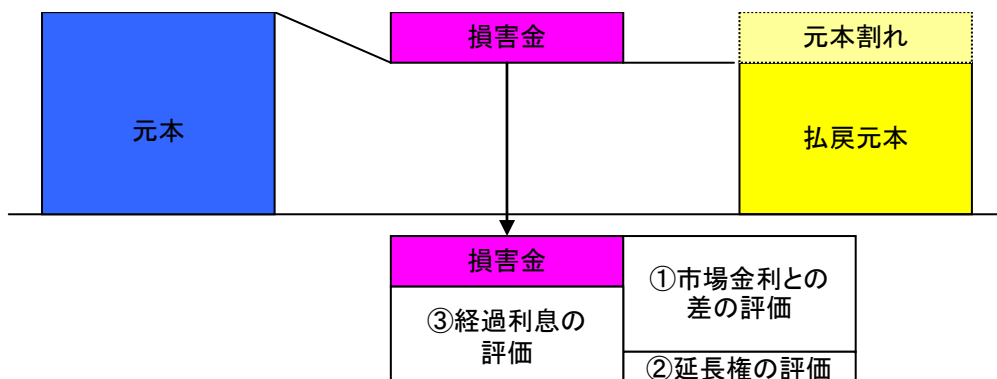 損害金
元本割れ
元本
払戻元本
損害金
①市場金利との
差の評価
③経過利息の
評価
②延長権の評価